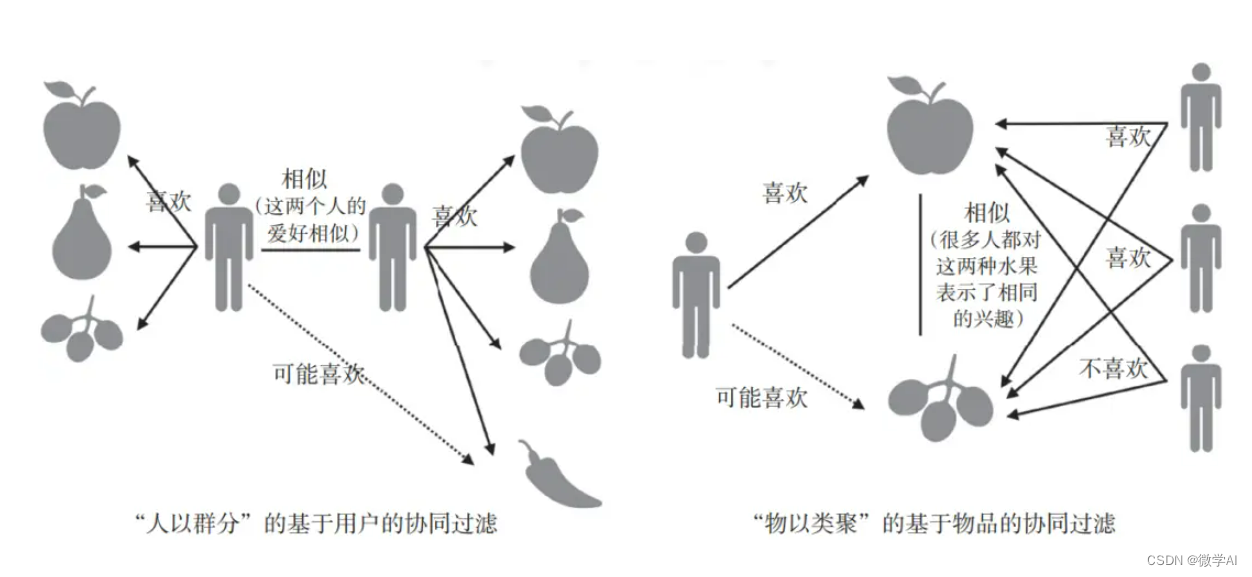 喜欢
相似
(这两个人的
爱好相似)
喜欢
可能喜欢
“人以群分”的基于用户的协同过滤
喜欢
可能喜欢
相似
(很多人都对
这两种水果
表示了相同
的兴趣)
喜欢
喜欢
不喜欢
“物以类聚”的基于物品的协同过滤
CSDN @微学AI